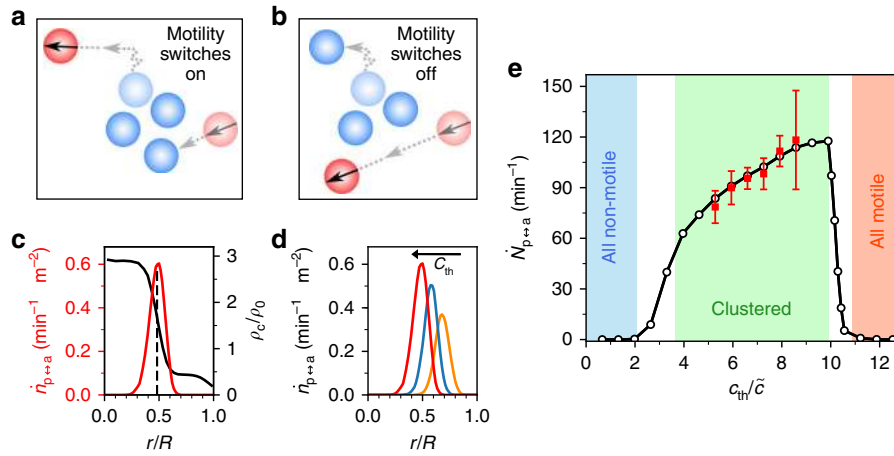 a
Motility
switches
on
b
Motility
switches
off
c
ṅp↔a (min⁻¹ m⁻²)
0.6
0.4
0.2
0.0
3
2
1
0
ρc/ρ0
0.0 0.5 1.0
r/R
d
Cth
ṅp↔a (min⁻¹ m⁻²)
0.6
0.4
0.2
0.0
0.0 0.5 1.0
r/R
e
Ṅp↔a (min⁻¹)
150
120
90
60
30
0
All non-motile
Clustered
All motile
0 2 4 6 8 10 12
cth/c̃